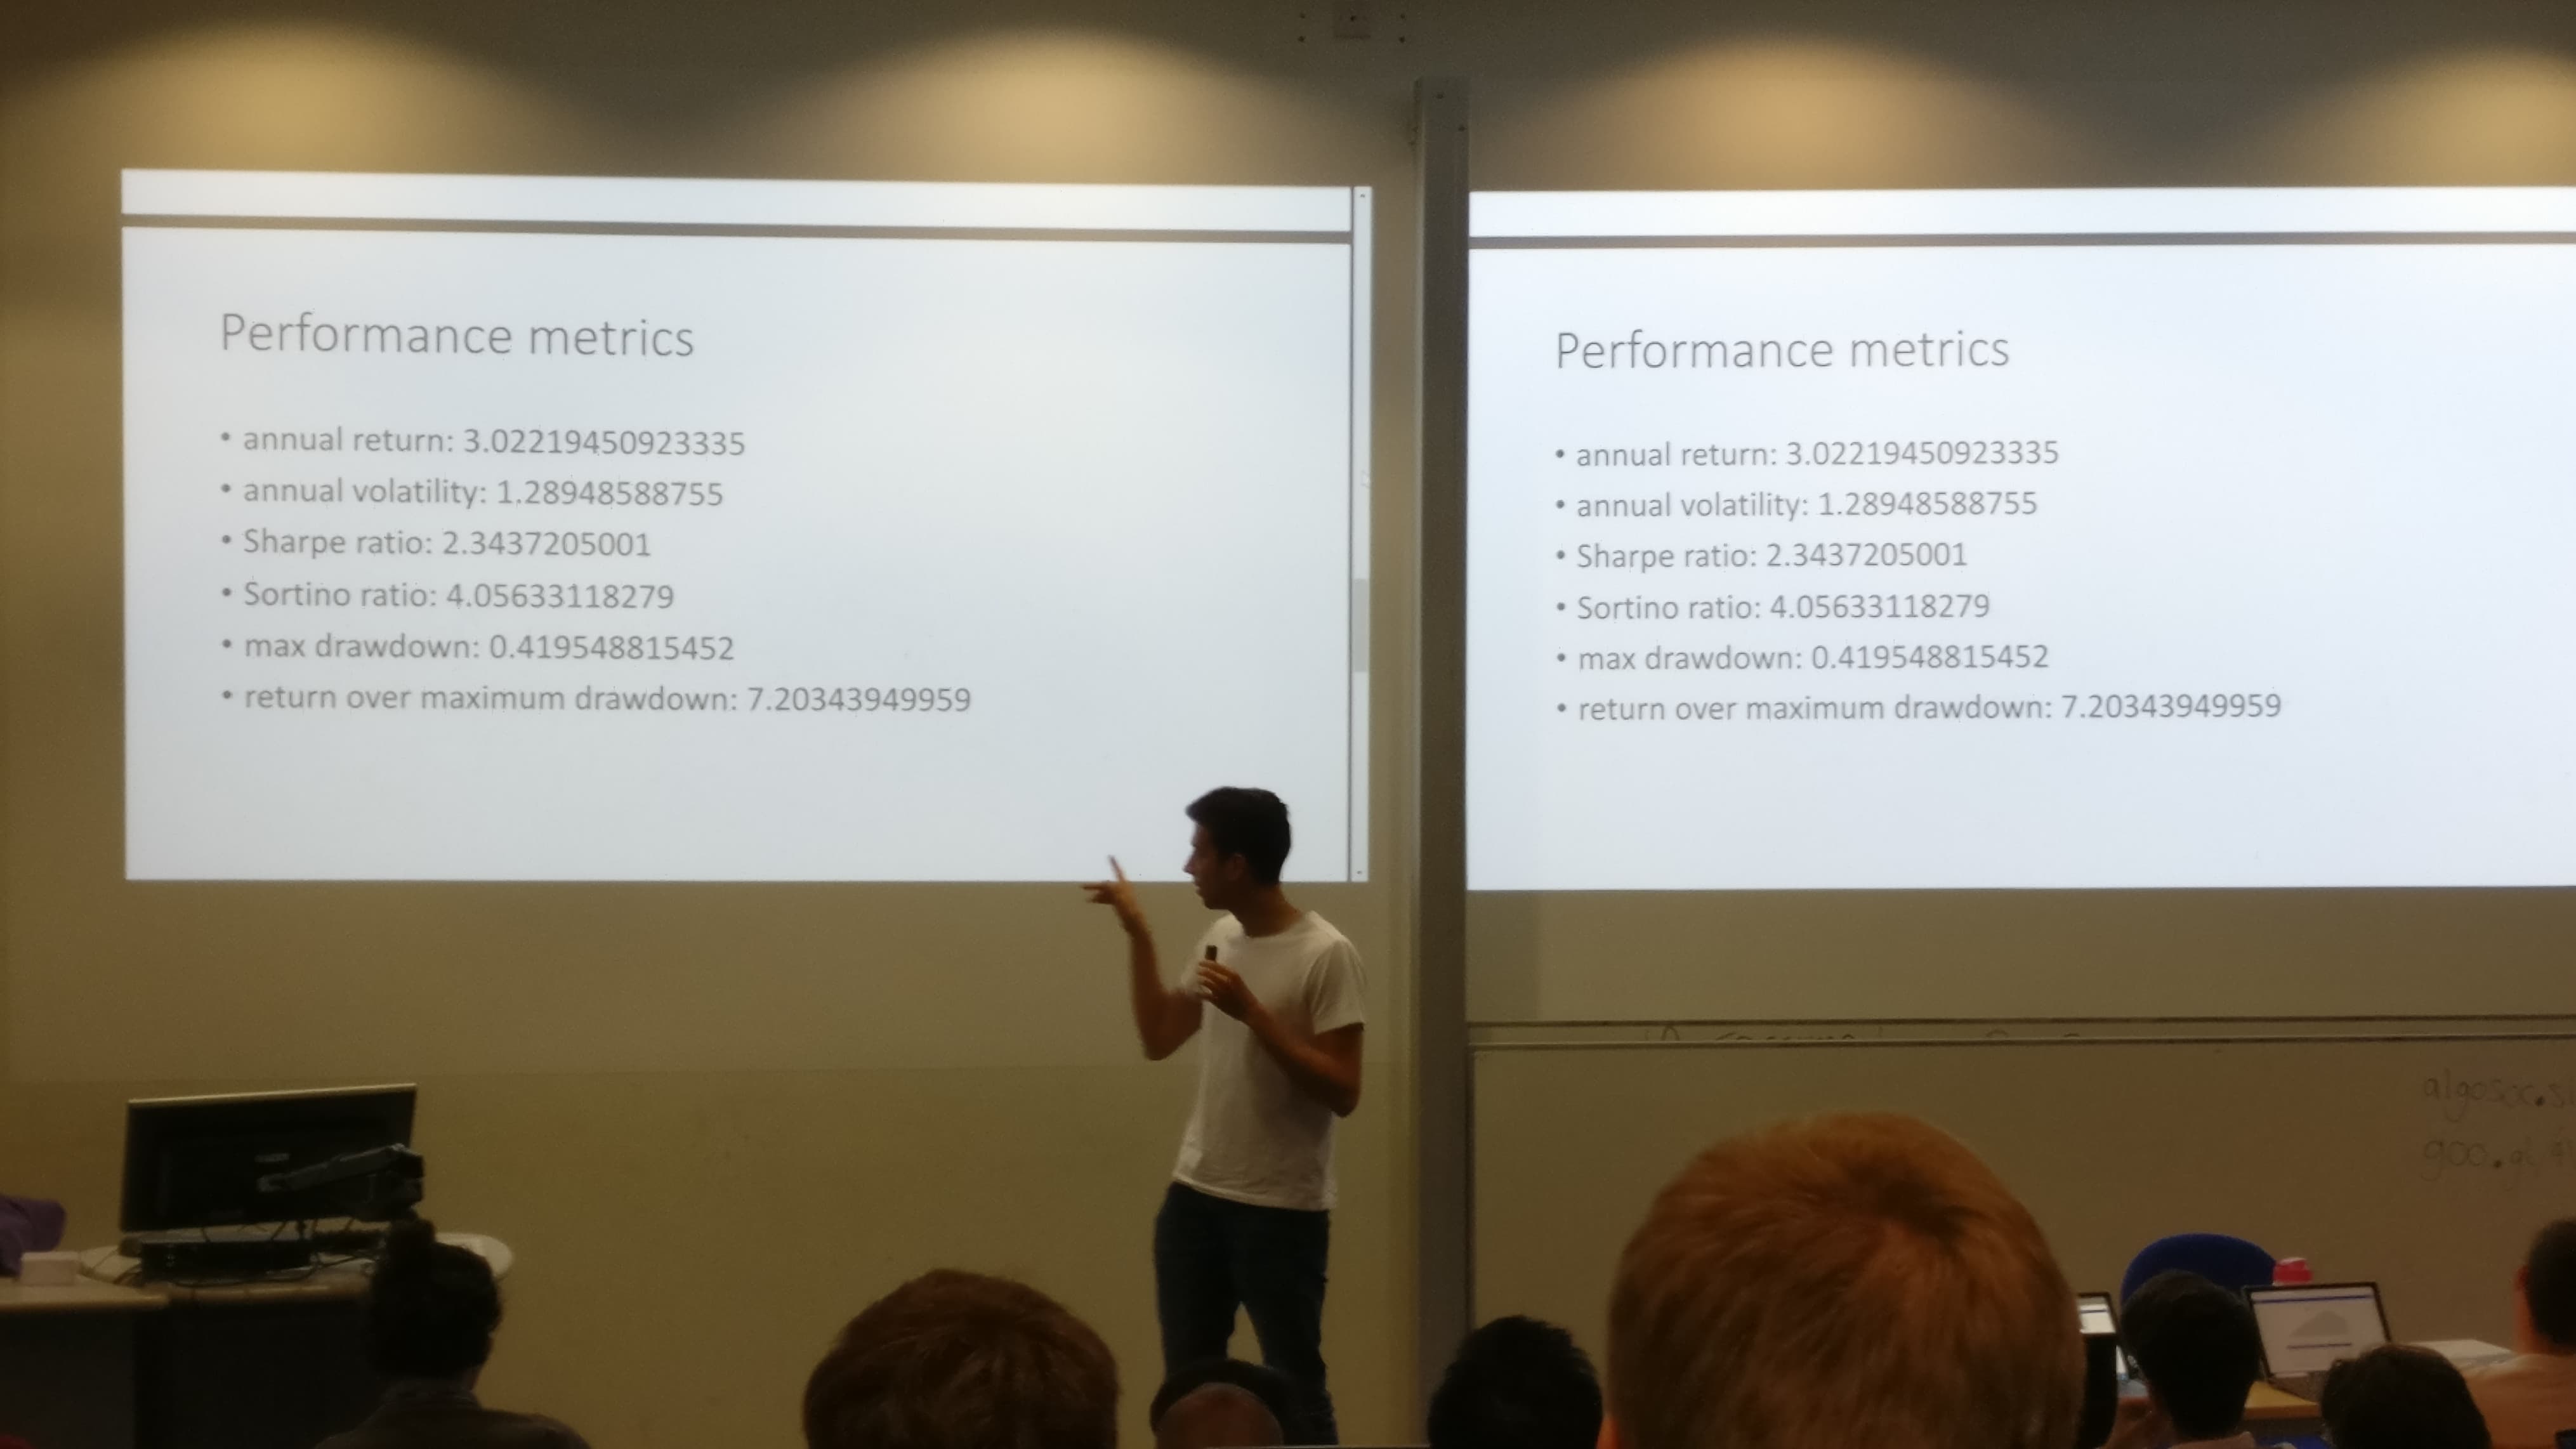 Performance metrics
• annual return: 3.02219450923335
• annual volatility: 1.28948588755
• Sharpe ratio: 2.3437205001
• Sortino ratio: 4.05633118279
• max drawdown: 0.419548815452
• return over maximum drawdown: 7.20343949959
Performance metrics
• annual return: 3.02219450923335
• annual volatility: 1.28948588755
• Sharpe ratio: 2.3437205001
• Sortino ratio: 4.05633118279
• max drawdown: 0.419548815452
• return over maximum drawdown: 7.20343949959
algosoc.si
goo.gl